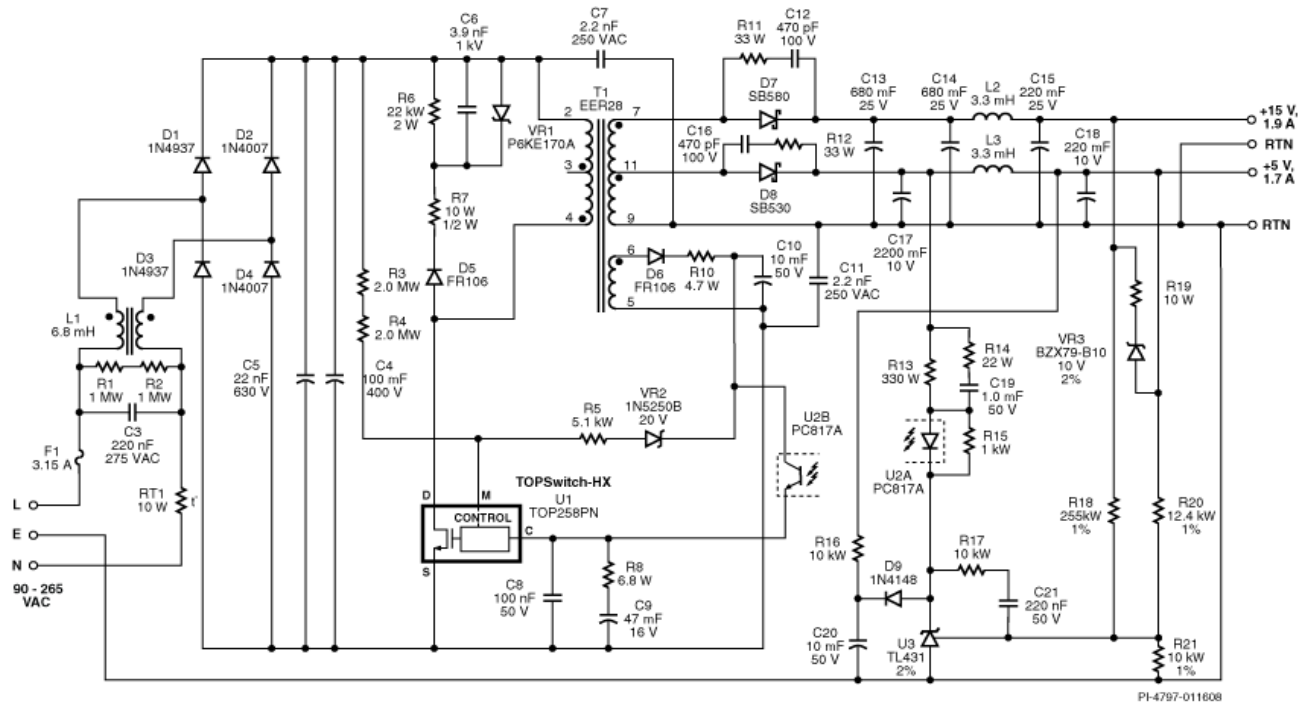 C6
3.9 nF
1 kV
C7
2.2 nF
250 VAC
R11
33 W
C12
470 pF
100 V
D7
SB580
C13
680 mF
25 V
C14
680 mF
25 V
L2
3.3 mH
C15
220 mF
25 V
+15 V,
1.9 A
RTN
+5 V,
1.7 A
RTN
T1
EER28
2
7
3
11
4
9
6
5
R6
22 kW
2 W
VR1
P6KE170A
C16
470 pF
100 V
R12
33 W
L3
3.3 mH
C18
220 mF
10 V
D8
SB530
D1
1N4937
D2
1N4007
R7
10 W
1/2 W
D3
1N4937
D4
1N4007
D5
FR106
R3
2.0 MW
R4
2.0 MW
D6
FR106
R10
4.7 W
C10
10 mF
50 V
C11
2.2 nF
250 VAC
C17
2200 mF
10 V
R19
10 W
VR3
BZX79-B10
10 V
2%
L1
6.8 mH
R1
1 MW
R2
1 MW
C3
220 nF
275 VAC
F1
3.15 A
C5
22 nF
630 V
C4
100 mF
400 V
R5
5.1 kW
VR2
1N5250B
20 V
U2B
PC817A
R13
330 W
R14
22 W
C19
1.0 mF
50 V
R15
1 kW
U2A
PC817A
RT1
10 W
t°
L
E
N
90 - 265
VAC
TOPSwitch-HX
U1
TOP258PN
D
M
CONTROL
C
S
C8
100 nF
50 V
R8
6.8 W
C9
47 mF
16 V
R16
10 kW
D9
1N4148
R17
10 kW
R18
255kW
1%
R20
12.4 kW
1%
C20
10 mF
50 V
U3
TL431
2%
C21
220 nF
50 V
R21
10 kW
1%
PI-4797-011608